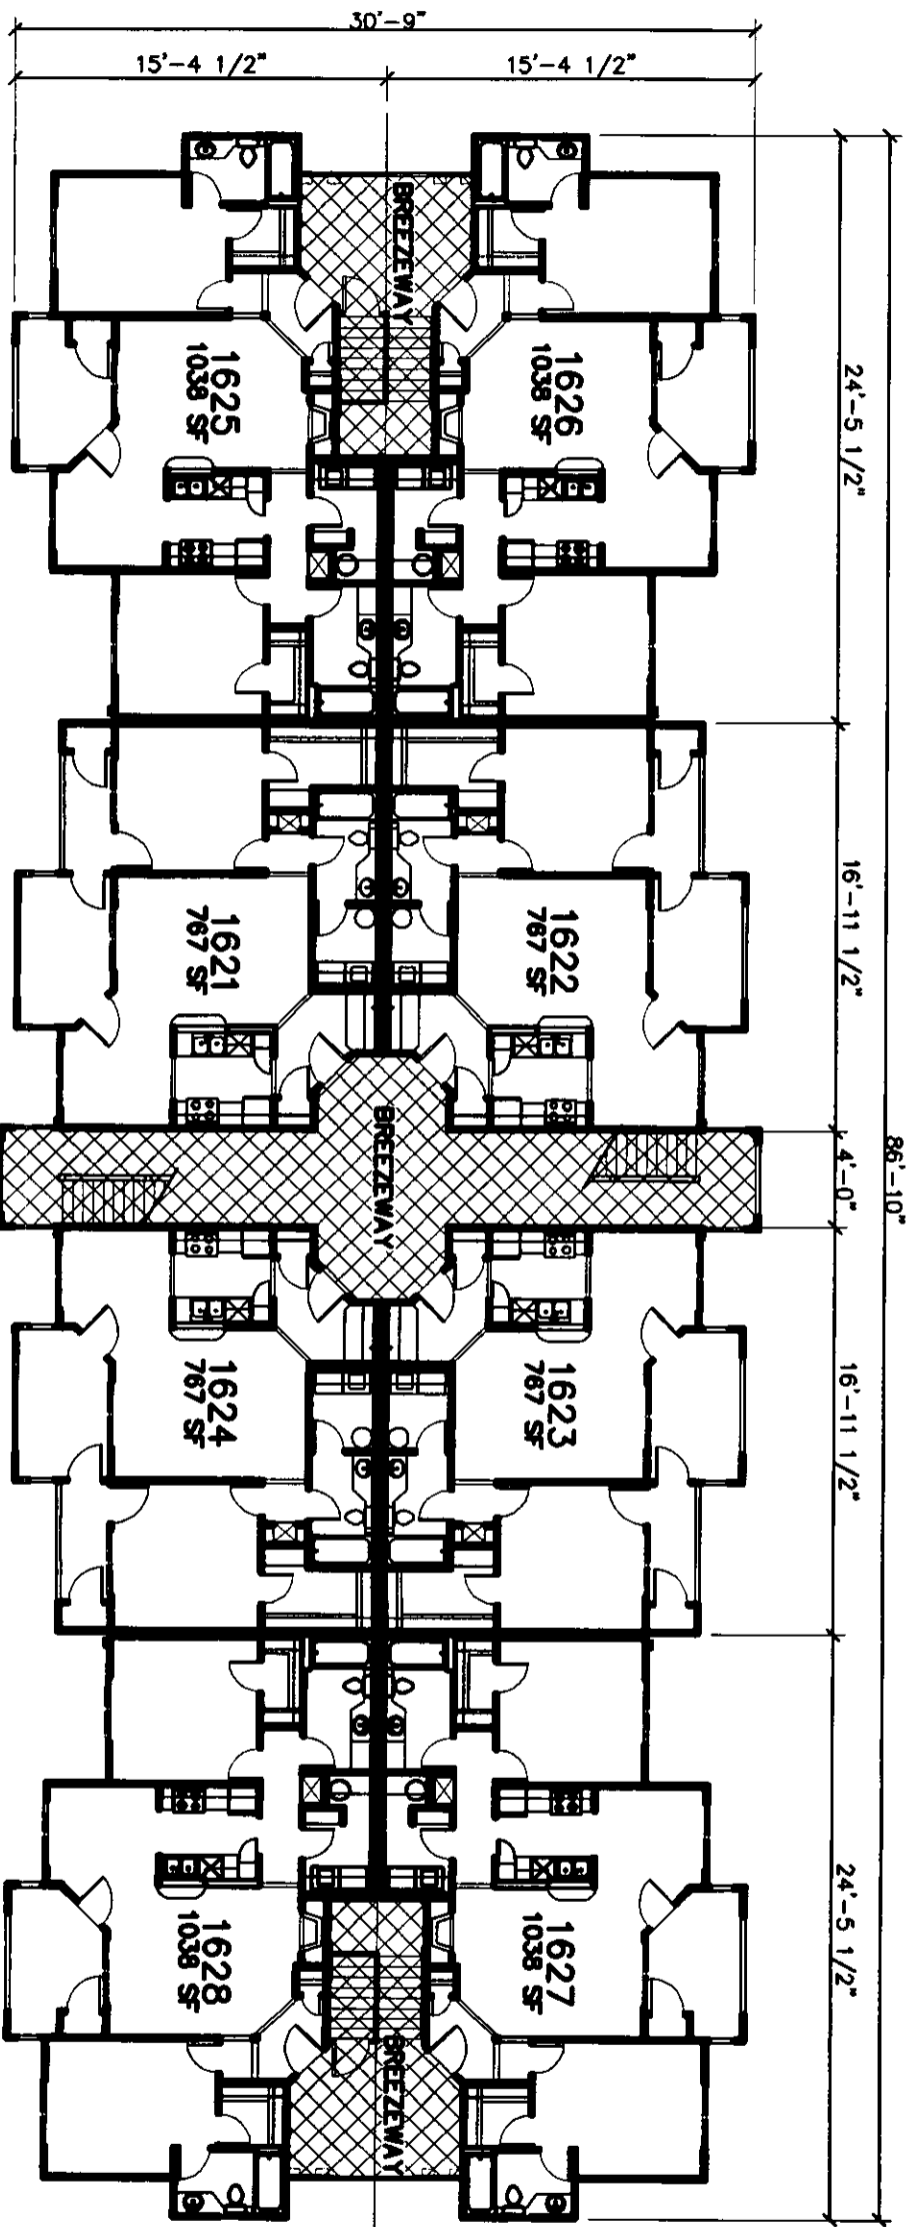 30'-9"
15'-4 1/2"
15'-4 1/2"
BREEZEWAY
1625
1038 SF
1626
1038 SF
24'-5 1/2"
1621
767 SF
1622
767 SF
16'-11 1/2"
BREEZEWAY
4'-0"
86'-10"
1624
767 SF
1623
767 SF
16'-11 1/2"
1628
1038 SF
1627
1038 SF
24'-5 1/2"
BREEZEWAY